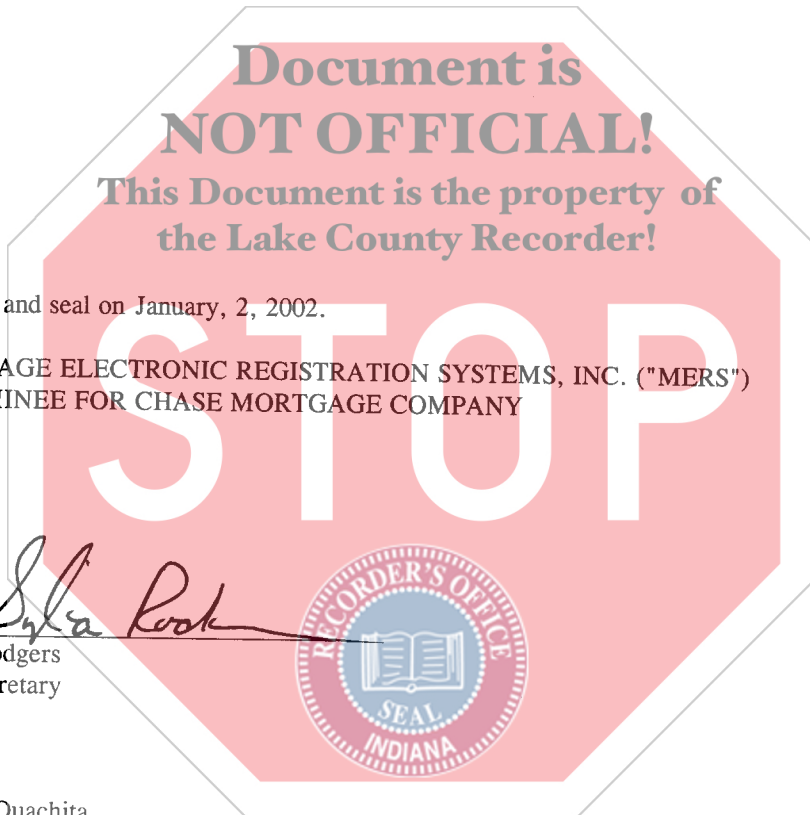 Document is
NOT OFFICIAL!
This Document is the property of
the Lake County Recorder!
and seal on January, 2, 2002.
AGE ELECTRONIC REGISTRATION SYSTEMS, INC. ("MERS")
INEE FOR CHASE MORTGAGE COMPANY
STOP
Sylvia
odgers
retary
RECORDER'S OFFICE
SEAL
INDIANA
Ouachita